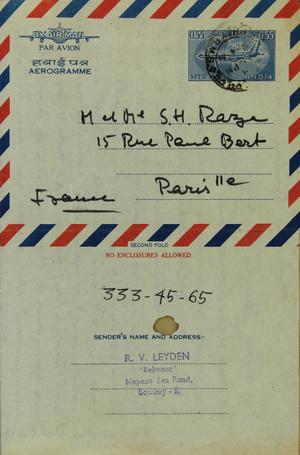 BY AIR MAIL
PAR AVION
हवाई पत्र
AEROGRAMME
0.55 0.55
INDIA
M et Me S.H. Raza
15 Rue Paul Bert
Paris 11e
France
SECOND FOLD
NO ENCLOSURES ALLOWED
333-45-65
SENDER'S NAME AND ADDRESS:-
R. V. LEYDEN
'Belmont'
Nepean Sea Road,
Bombay - 6.